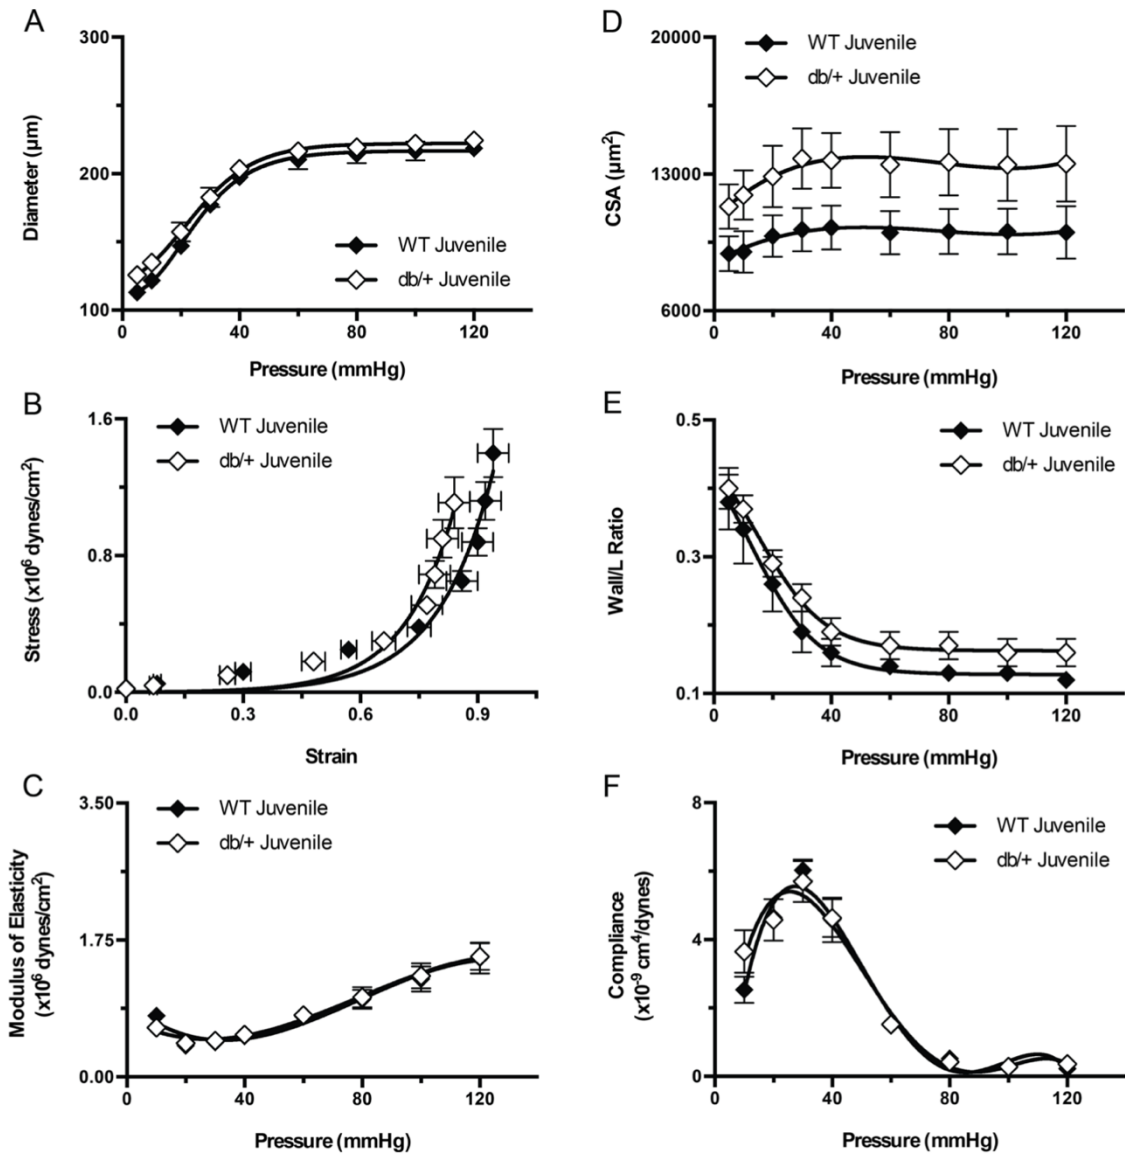 A
300
200
100
0
40
80
120
Diameter (µm)
Pressure (mmHg)
WT Juvenile
db/+ Juvenile
D
20000
13000
6000
0
40
80
120
CSA (µm²)
Pressure (mmHg)
WT Juvenile
db/+ Juvenile
B
1.6
0.8
0.0
0.0
0.3
0.6
0.9
Stress (x10⁶ dynes/cm²)
Strain
WT Juvenile
db/+ Juvenile
E
0.5
0.3
0.1
0
40
80
120
Wall/L Ratio
Pressure (mmHg)
WT Juvenile
db/+ Juvenile
C
3.50
1.75
0.00
0
40
80
120
Modulus of Elasticity
(x10⁶ dynes/cm²)
Pressure (mmHg)
WT Juvenile
db/+ Juvenile
F
8
4
0
0
40
80
120
Compliance
(x10⁻⁹ cm⁴/dynes)
Pressure (mmHg)
WT Juvenile
db/+ Juvenile